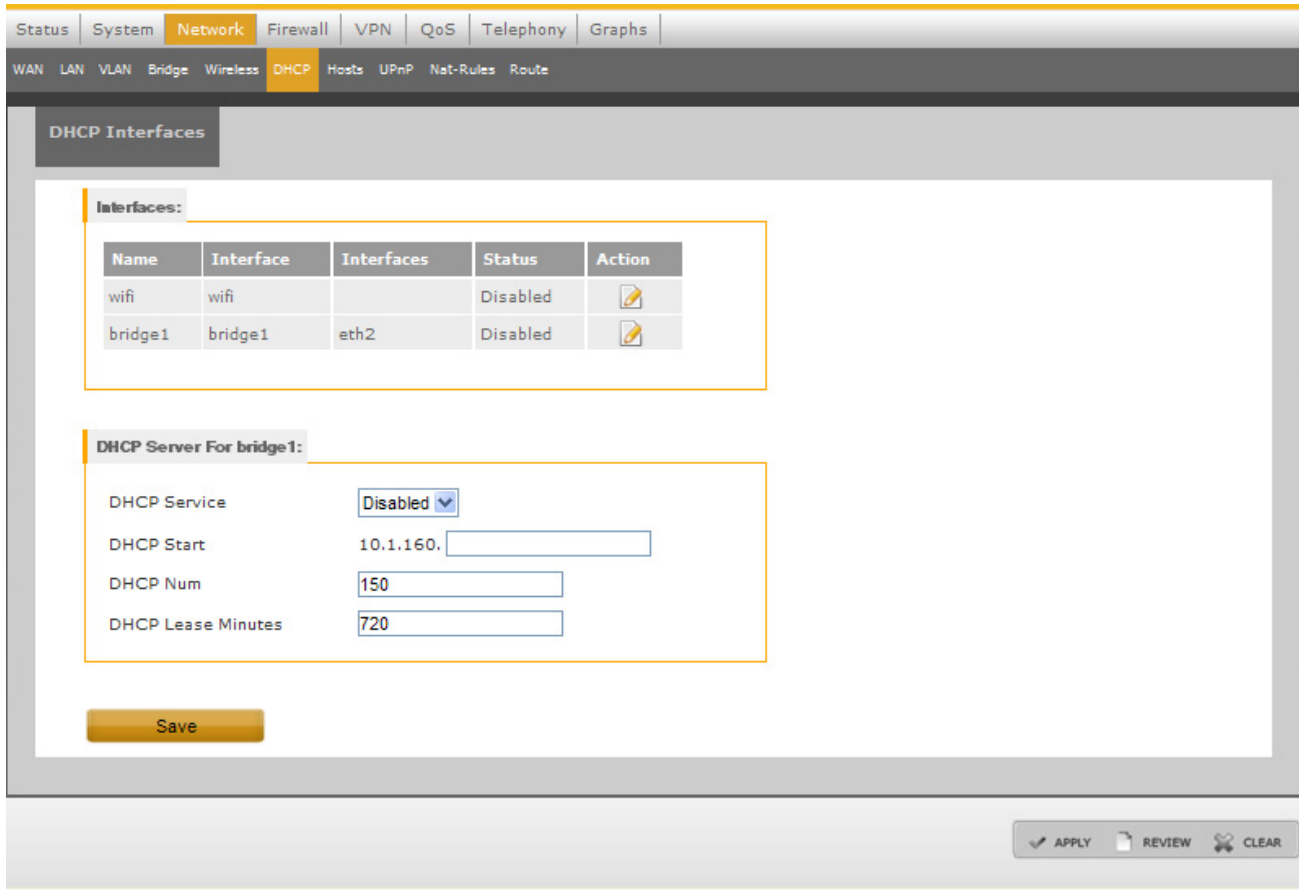 Status System Network Firewall VPN QoS Telephony Graphs
WAN LAN VLAN Bridge Wireless DHCP Hosts UPnP Nat-Rules Route
DHCP Interfaces
Interfaces:
Name Interface Interfaces Status Action
wifi wifi Disabled
bridge1 bridge1 eth2 Disabled
DHCP Server For bridge1:
DHCP Service Disabled
DHCP Start 10.1.160.
DHCP Num 150
DHCP Lease Minutes 720
Save
APPLY REVIEW CLEAR